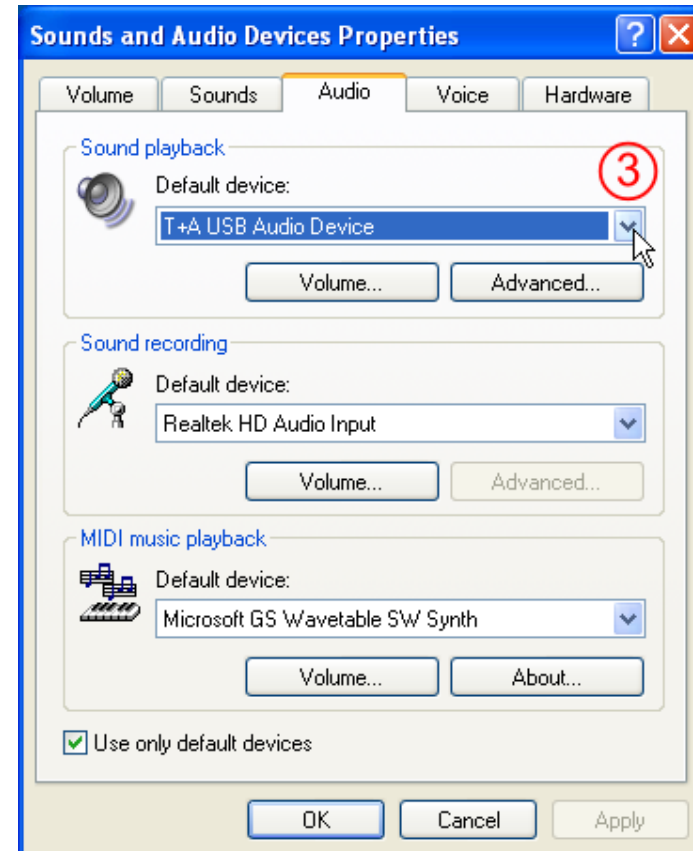 Sounds and Audio Devices Properties
Volume Sounds Audio Voice Hardware
Sound playback
3
Default device:
T+A USB Audio Device
Volume... Advanced...
Sound recording
Default device:
Realtek HD Audio Input
Volume... Advanced...
MIDI music playback
Default device:
Microsoft GS Wavetable SW Synth
Volume... About...
Use only default devices
OK Cancel Apply